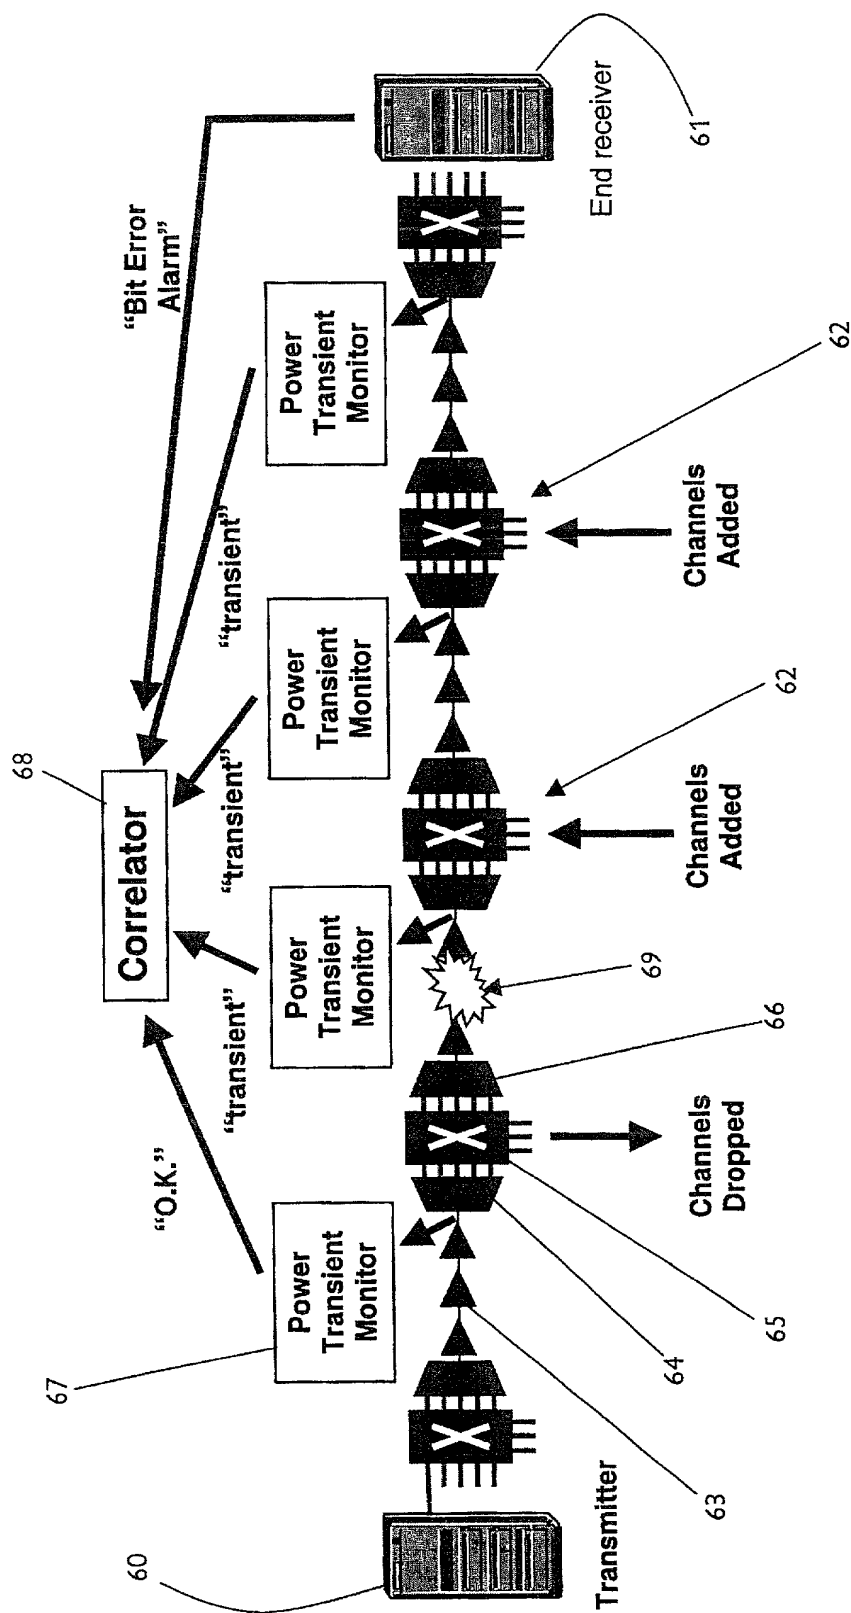 68
Correlator
"Bit Error
Alarm"
"O.K."
"transient"
"transient"
"transient"
67
Power
Transient
Monitor
Power
Transient
Monitor
Power
Transient
Monitor
Power
Transient
Monitor
60
Transmitter
63
64
65
66
69
62
62
61
End receiver
Channels
Dropped
Channels
Added
Channels
Added